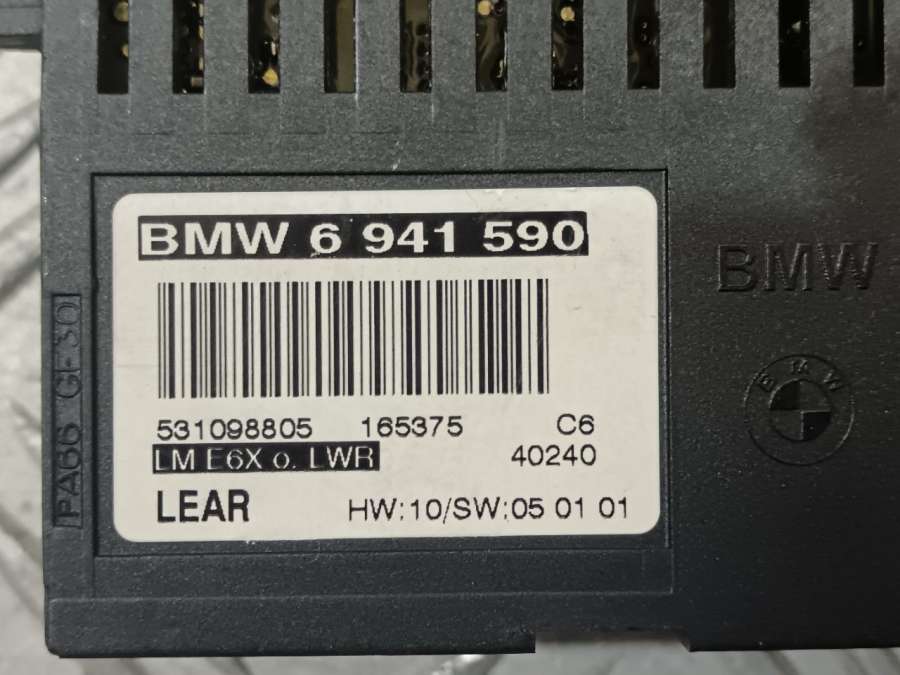 BMW 6 941 590
531098805 165375 C6
LM E6X o. LWR 40240
LEAR HW:10/SW:05 01 01
PA66 GF30
BMW
BMW